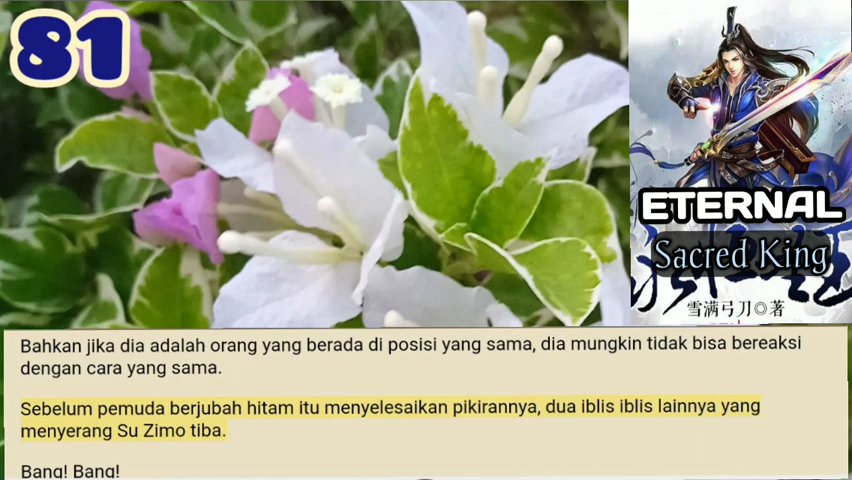 81
ETERNAL
Sacred King
雪满弓刀◎著
Bahkan jika dia adalah orang yang berada di posisi yang sama, dia mungkin tidak bisa bereaksi
dengan cara yang sama.
Sebelum pemuda berjubah hitam itu menyelesaikan pikirannya, dua iblis iblis lainnya yang
menyerang Su Zimo tiba.
Bang! Bang!